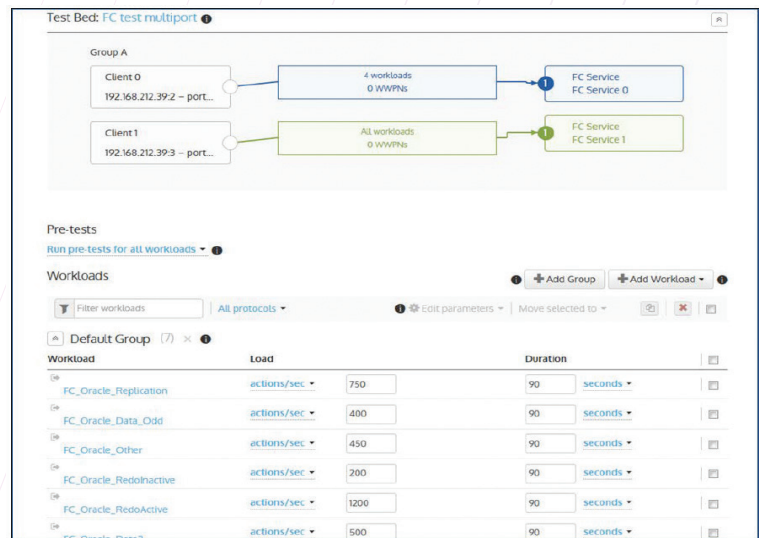 Test Bed: FC test multiport
Group A
Client 0
192.168.212.39:2 – port...
4 workloads
0 WWPNs
1
FC Service
FC Service 0
Client 1
192.168.212.39:3 – port...
All workloads
0 WWPNs
1
FC Service
FC Service 1
Pre-tests
Run pre-tests for all workloads
Workloads
Add Group
Add Workload
Filter workloads
All protocols
Edit parameters
Move selected to
Default Group (7)
Workload Load Duration
FC_Oracle_Replication actions/sec 750 90 seconds
FC_Oracle_Data_Odd actions/sec 400 90 seconds
FC_Oracle_Other actions/sec 450 90 seconds
FC_Oracle_RedoInactive actions/sec 200 90 seconds
FC_Oracle_RedoActive actions/sec 1200 90 seconds
actions/sec 500 90 seconds